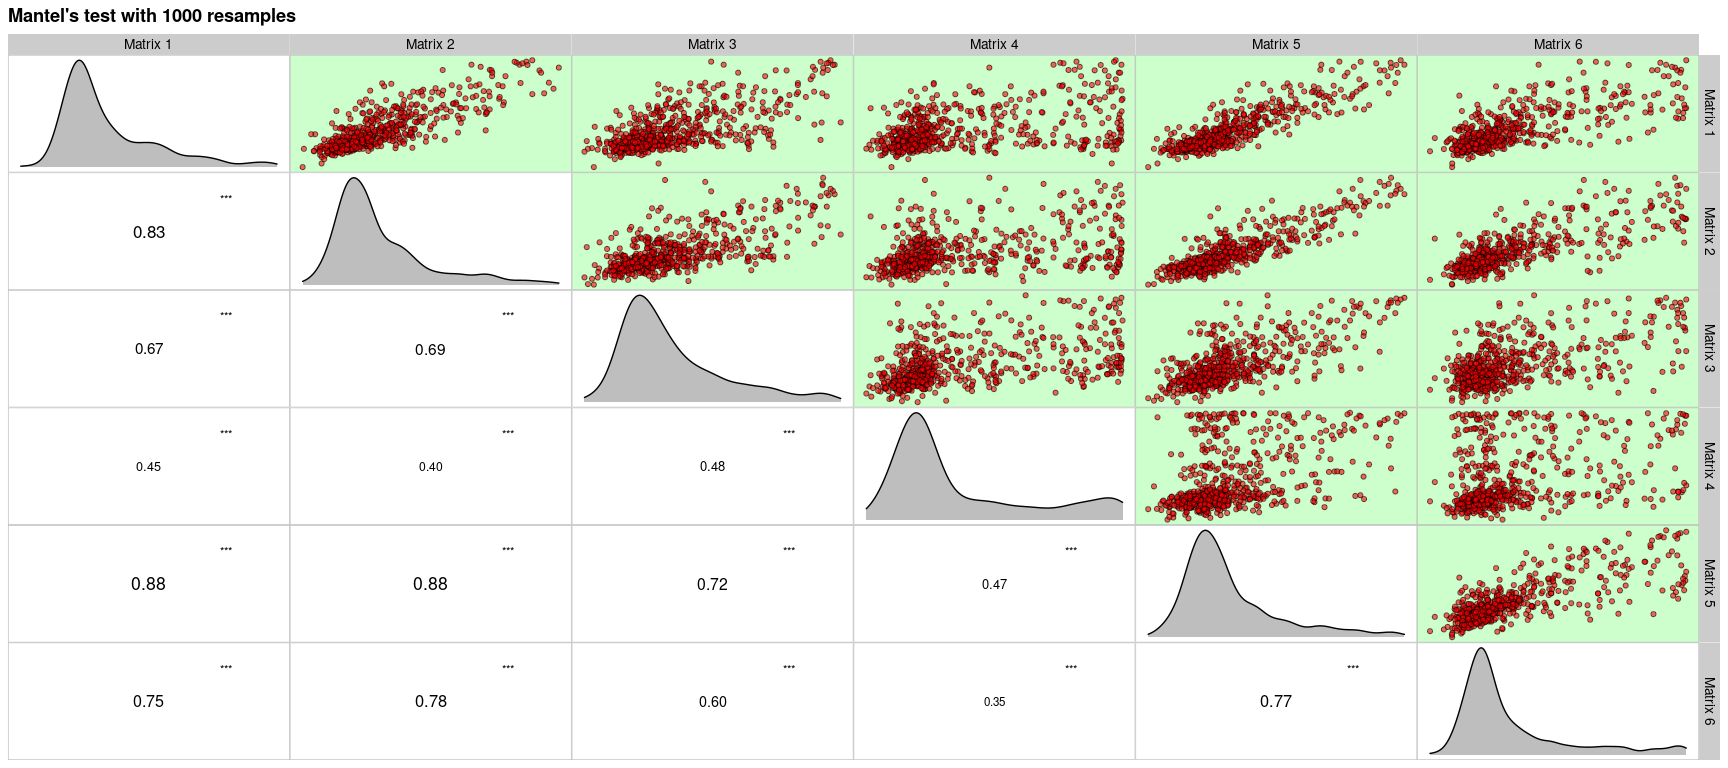 Mantel's test with 1000 resamples
Matrix 1 Matrix 2 Matrix 3 Matrix 4 Matrix 5 Matrix 6
Matrix 1
***
0.83
Matrix 2
*** ***
0.67 0.69
Matrix 3
*** *** ***
0.45 0.40 0.48
Matrix 4
*** *** *** ***
0.88 0.88 0.72 0.47
Matrix 5
*** *** *** *** ***
0.75 0.78 0.60 0.35 0.77
Matrix 6